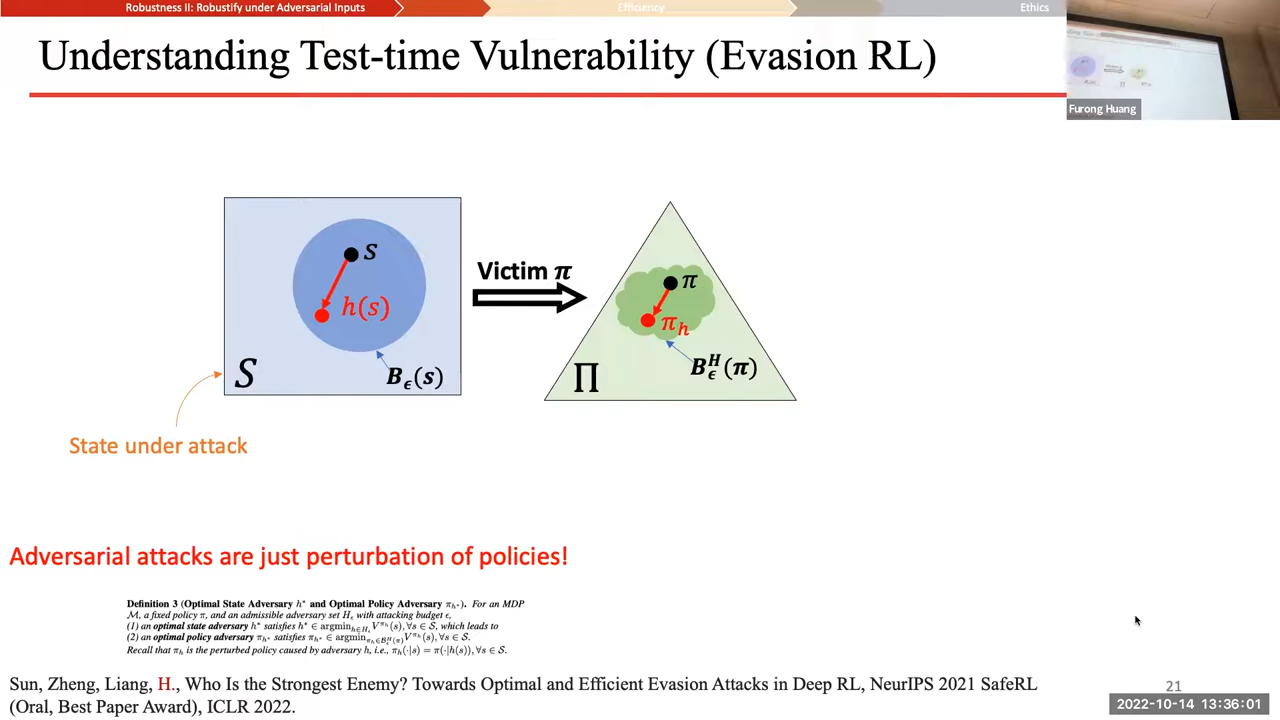 Robustness II: Robustify under Adversarial Inputs
Efficiency
Ethics
Understanding Test-time Vulnerability (Evasion RL)
Furong Huang
s
h(s)
S
B_ϵ(s)
State under attack
Victim π
π
π_h
∏
B_ϵ^H(π)
Adversarial attacks are just perturbation of policies!
Definition 3 (Optimal State Adversary h* and Optimal Policy Adversary π_{h*}). For an MDP
M, a fixed policy π, and an admissible adversary set H_ϵ with attacking budget ϵ,
(1) an optimal state adversary h* satisfies h* ∈ argmin_{h∈H_ϵ} V^{π_h}(s), ∀s ∈ S, which leads to
(2) an optimal policy adversary π_{h*} satisfies π_{h*} ∈ argmin_{π_h∈B_ϵ^H(π)} V^{π_h}(s), ∀s ∈ S.
Recall that π_h is the perturbed policy caused by adversary h, i.e., π_h(·|s) = π(·|h(s)), ∀s ∈ S.
Sun, Zheng, Liang, H., Who Is the Strongest Enemy? Towards Optimal and Efficient Evasion Attacks in Deep RL, NeurIPS 2021 SafeRL
(Oral, Best Paper Award), ICLR 2022.
21
2022-10-14 13:36:01